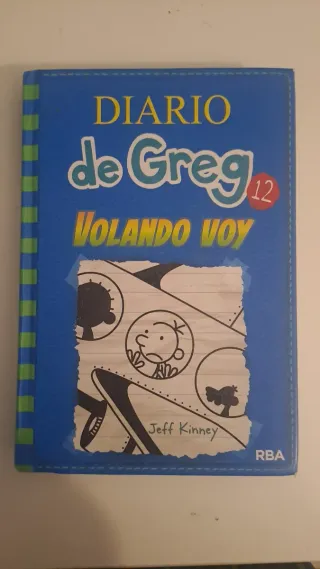 DIARIO
de Greg 12
VOLANDO VOY
Jeff Kinney
RBA